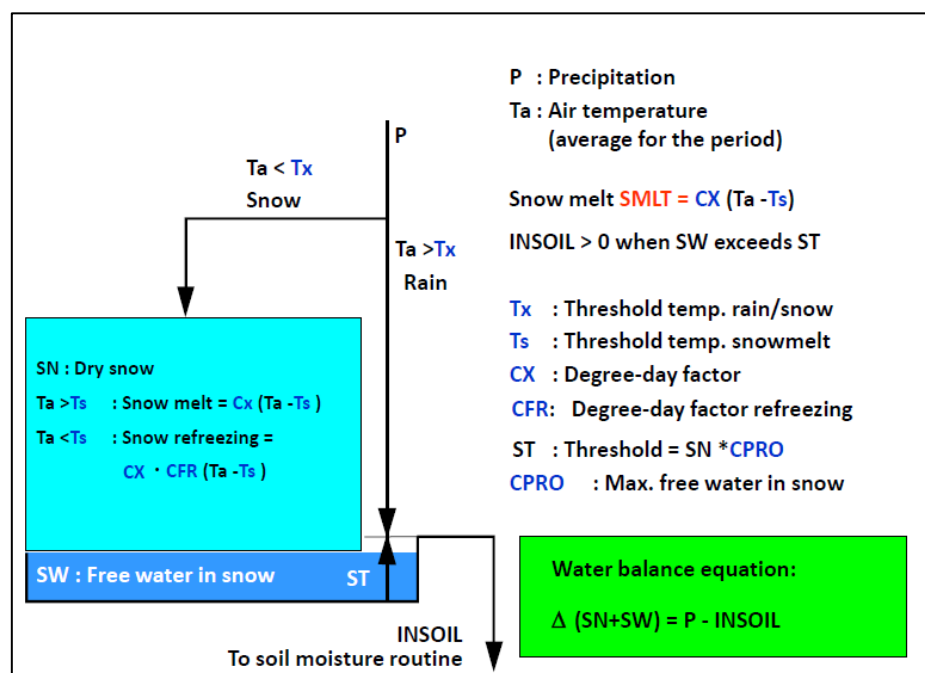 P : Precipitation
Ta : Air temperature
(average for the period)
P
Ta < Tx
Snow
Snow melt SMLT = CX (Ta -Ts)
INSOIL > 0 when SW exceeds ST
Ta >Tx
Rain
Tx : Threshold temp. rain/snow
Ts : Threshold temp. snowmelt
CX : Degree-day factor
CFR: Degree-day factor refreezing
ST : Threshold = SN *CPRO
CPRO : Max. free water in snow
SN : Dry snow
Ta >Ts : Snow melt = Cx (Ta -Ts )
Ta <Ts : Snow refreezing =
CX · CFR (Ta -Ts )
SW : Free water in snow
ST
Water balance equation:
Δ (SN+SW) = P - INSOIL
INSOIL
To soil moisture routine